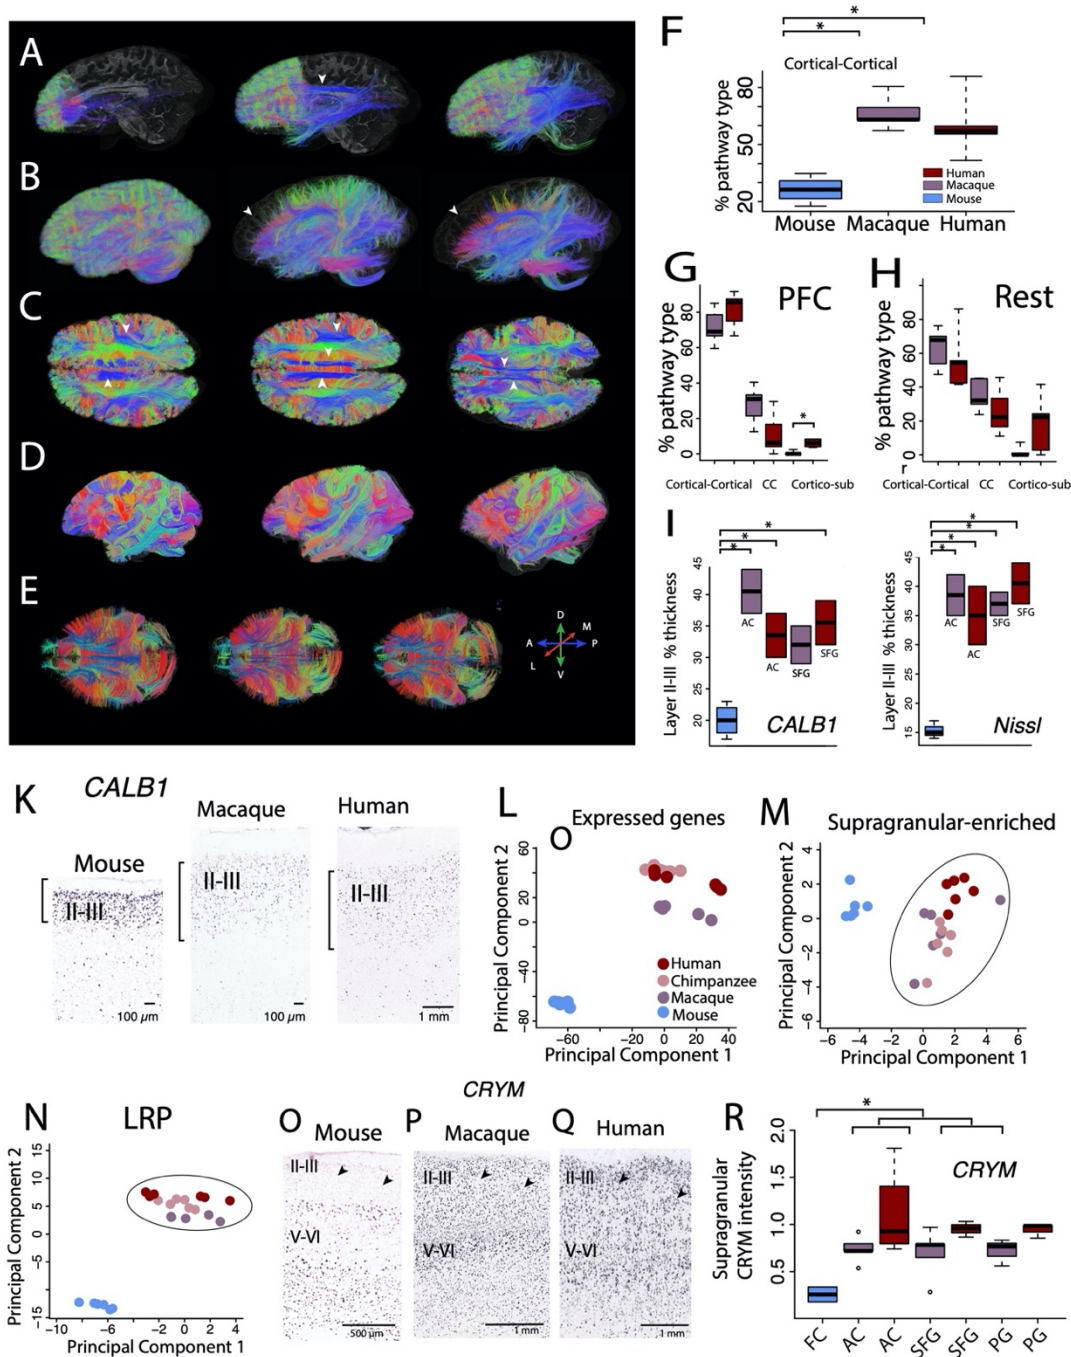 A
B
C
D
E
D
M
A
P
L
V
F
*
*
Cortical-Cortical
% pathway type
80
50
20
Human
Macaque
Mouse
Mouse Macaque Human
G
PFC
% pathway type
80
60
40
20
0
*
Cortical-Cortical CC Cortico-sub
H
Rest
% pathway type
80
60
40
20
0
r
Cortical-Cortical CC Cortico-sub
I
*
*
*
Layer II-III % thickness
45
40
35
30
25
20
AC
AC
SFG
SFG
CALB1
*
*
*
*
Layer II-III % thickness
45
40
35
30
25
20
15
AC
AC
SFG
SFG
Nissl
K
CALB1
Mouse
Macaque
Human
II-III
II-III
II-III
100 µm
100 µm
1 mm
L
Expressed genes
O
Principal Component 2
60
40
20
0
-40
-80
Human
Chimpanzee
Macaque
Mouse
-60 -20 0 20 40
Principal Component 1
M
Supragranular-enriched
Principal Component 2
4
2
0
-2
-4
-6
-6 -4 -2 0 2 4 6
Principal Component 1
N
LRP
Principal Component 2
15
10
5
0
-5
-15
-10 -6 -2 0 2 4
Principal Component 1
CRYM
O
Mouse
II-III
V-VI
500 µm
P
Macaque
II-III
V-VI
1 mm
Q
Human
II-III
V-VI
1 mm
R
*
CRYM
Supragranular
CRYM intensity
2.0
1.5
1.0
0.5
FC AC AC SFG SFG PG PG